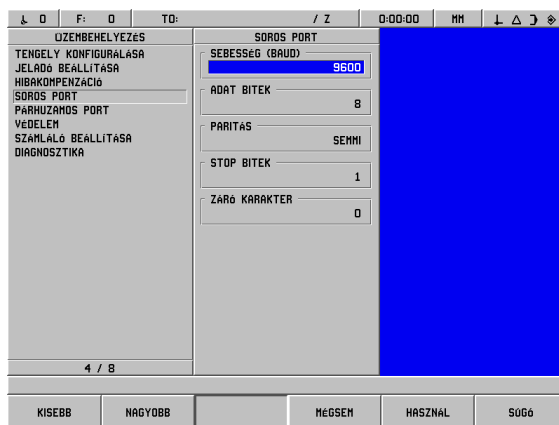 0 F: 0 T0: / Z 0:00:00 MM
ÜZEMBEHELYEZÉS
TENGELY KONFIGURÁLÁSA
JELADÓ BEÁLLÍTÁSA
HIBAKOMPENZÁCIÓ
SOROS PORT
PÁRHUZAMOS PORT
VÉDELEM
SZÁMLÁLÓ BEÁLLÍTÁSA
DIAGNOSZTIKA
4 / 8
SOROS PORT
SEBESSÉG (BAUD)
9600
ADAT BITEK
8
PARITÁS
SEMMI
STOP BITEK
1
ZÁRÓ KARAKTER
0
KISEBB NAGYOBB MÉGSEM HASZNÁL SÚGÓ